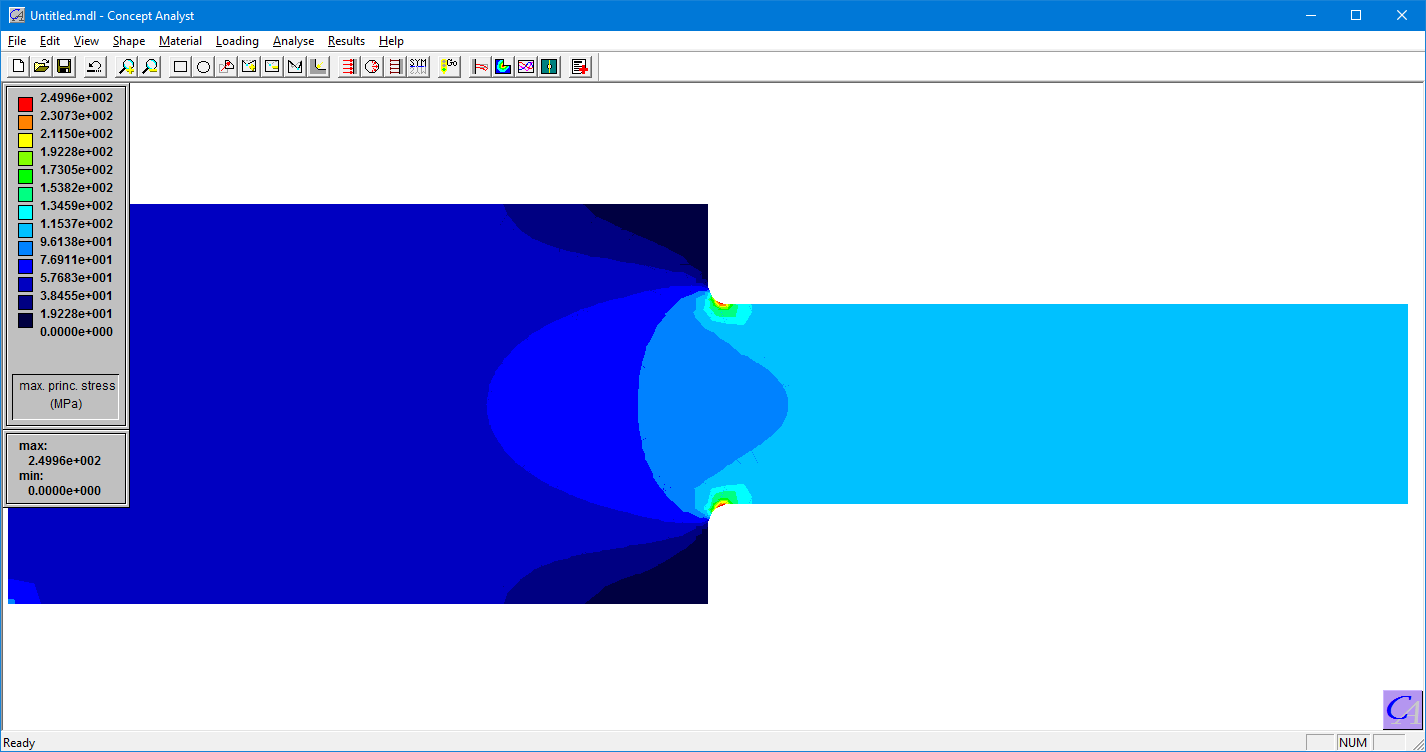 Untitled.mdl - Concept Analyst
File Edit View Shape Material Loading Analyse Results Help
SYM Go
2.4996e+002
2.3073e+002
2.1150e+002
1.9228e+002
1.7305e+002
1.5382e+002
1.3459e+002
1.1537e+002
9.6138e+001
7.6911e+001
5.7683e+001
3.8455e+001
1.9228e+001
0.0000e+000
max. princ. stress
(MPa)
max:
2.4996e+002
min:
0.0000e+000
CA
Ready NUM